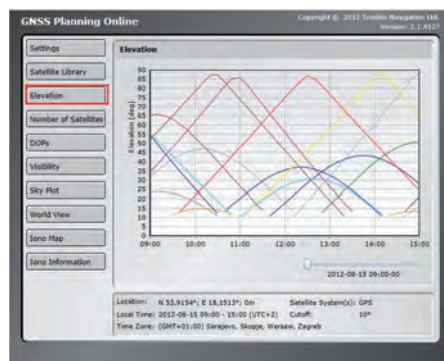 GNSS Planning Online
Copyright © 2012 Trimble Navigation Ltd.
Version: 2.1.4527
Settings
Satellite Library
Elevation
Number of Satellites
DOPs
Visibility
Sky Plot
World View
Iono Map
Iono Information
Elevation
Elevation [deg]
90
85
80
75
70
65
60
55
50
45
40
35
30
25
20
15
10
5
0
09:00 10:00 11:00 12:00 13:00 14:00 15:00
2012-08-15 09:00:00
Location: N 53,9154°; E 18,1513°; 0m Satellite System(s): GPS
Local Time: 2012-08-15 09:00 - 15:00 (UTC+2) Cutoff: 10°
Time Zone: (GMT+01:00) Sarajevo, Skopje, Warsaw, Zagreb